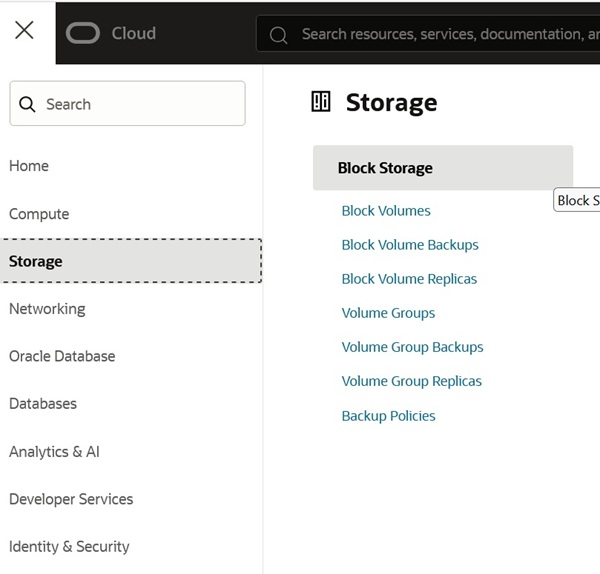 Cloud
Search resources, services, documentation, an
Search
Home
Compute
Storage
Networking
Oracle Database
Databases
Analytics & AI
Developer Services
Identity & Security
Storage
Block Storage
Block S
Block Volumes
Block Volume Backups
Block Volume Replicas
Volume Groups
Volume Group Backups
Volume Group Replicas
Backup Policies